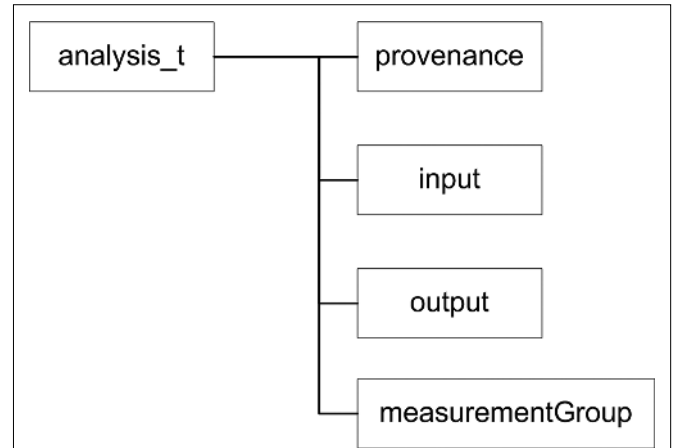 analysis_t
provenance
input
output
measurementGroup